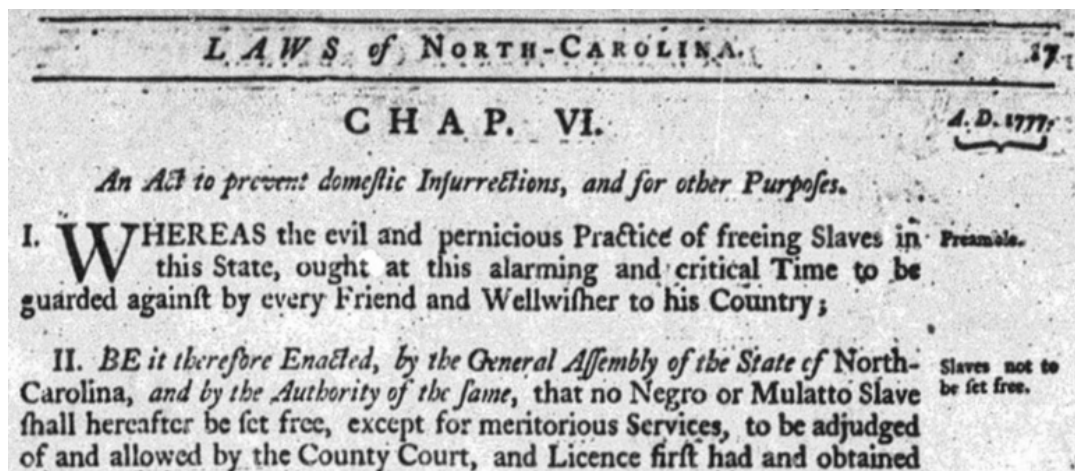 LAWS of NORTH-CAROLINA. 17
CHAP. VI.
A. D. 1777.
An Act to prevent domeſtic Inſurrections, and for other Purpoſes.
I. WHEREAS the evil and pernicious Practice of freeing Slaves in
Preamble.
this State, ought at this alarming and critical Time to be
guarded againſt by every Friend and Wellwiſher to his Country;
II. BE it therefore Enacted, by the General Aſſembly of the State of North-
Slaves not to
Carolina, and by the Authority of the ſame, that no Negro or Mulatto Slave
be ſet free.
ſhall hereafter be ſet free, except for meritorious Services, to be adjudged
of and allowed by the County Court, and Licence firſt had and obtained